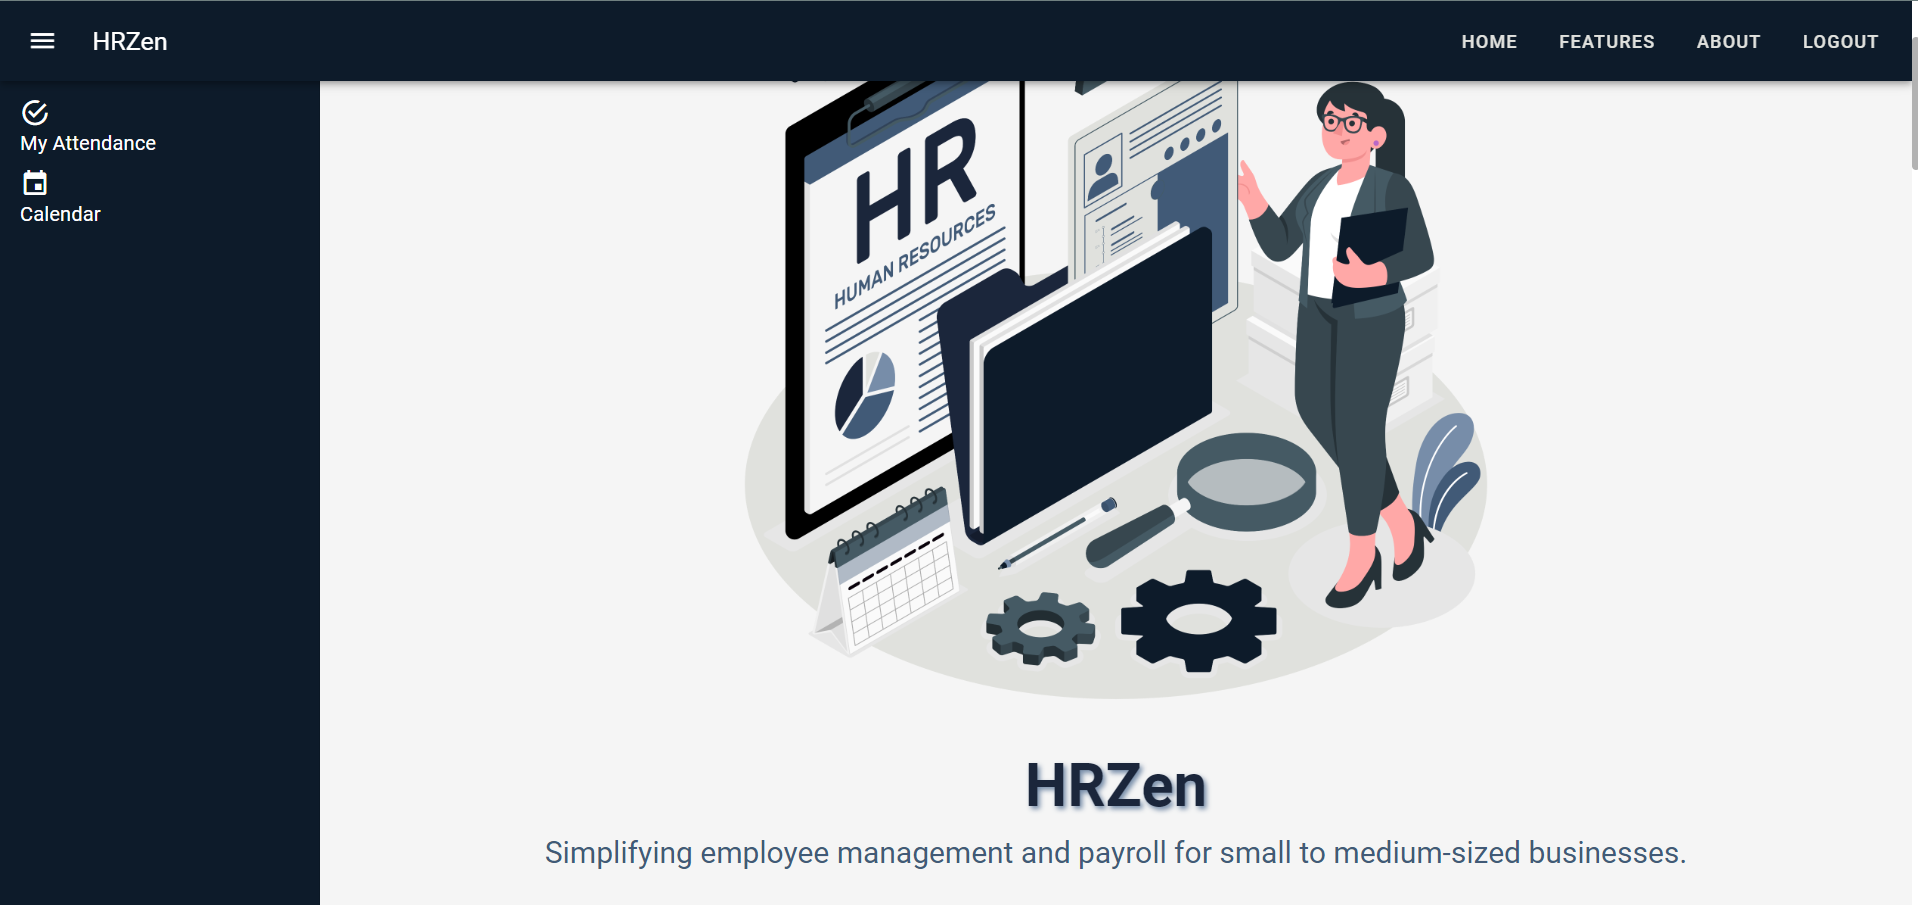 HRZen
HOME
FEATURES
ABOUT
LOGOUT
My Attendance
Calendar
HR
HUMAN RESOURCES
HRZen
Simplifying employee management and payroll for small to medium-sized businesses.